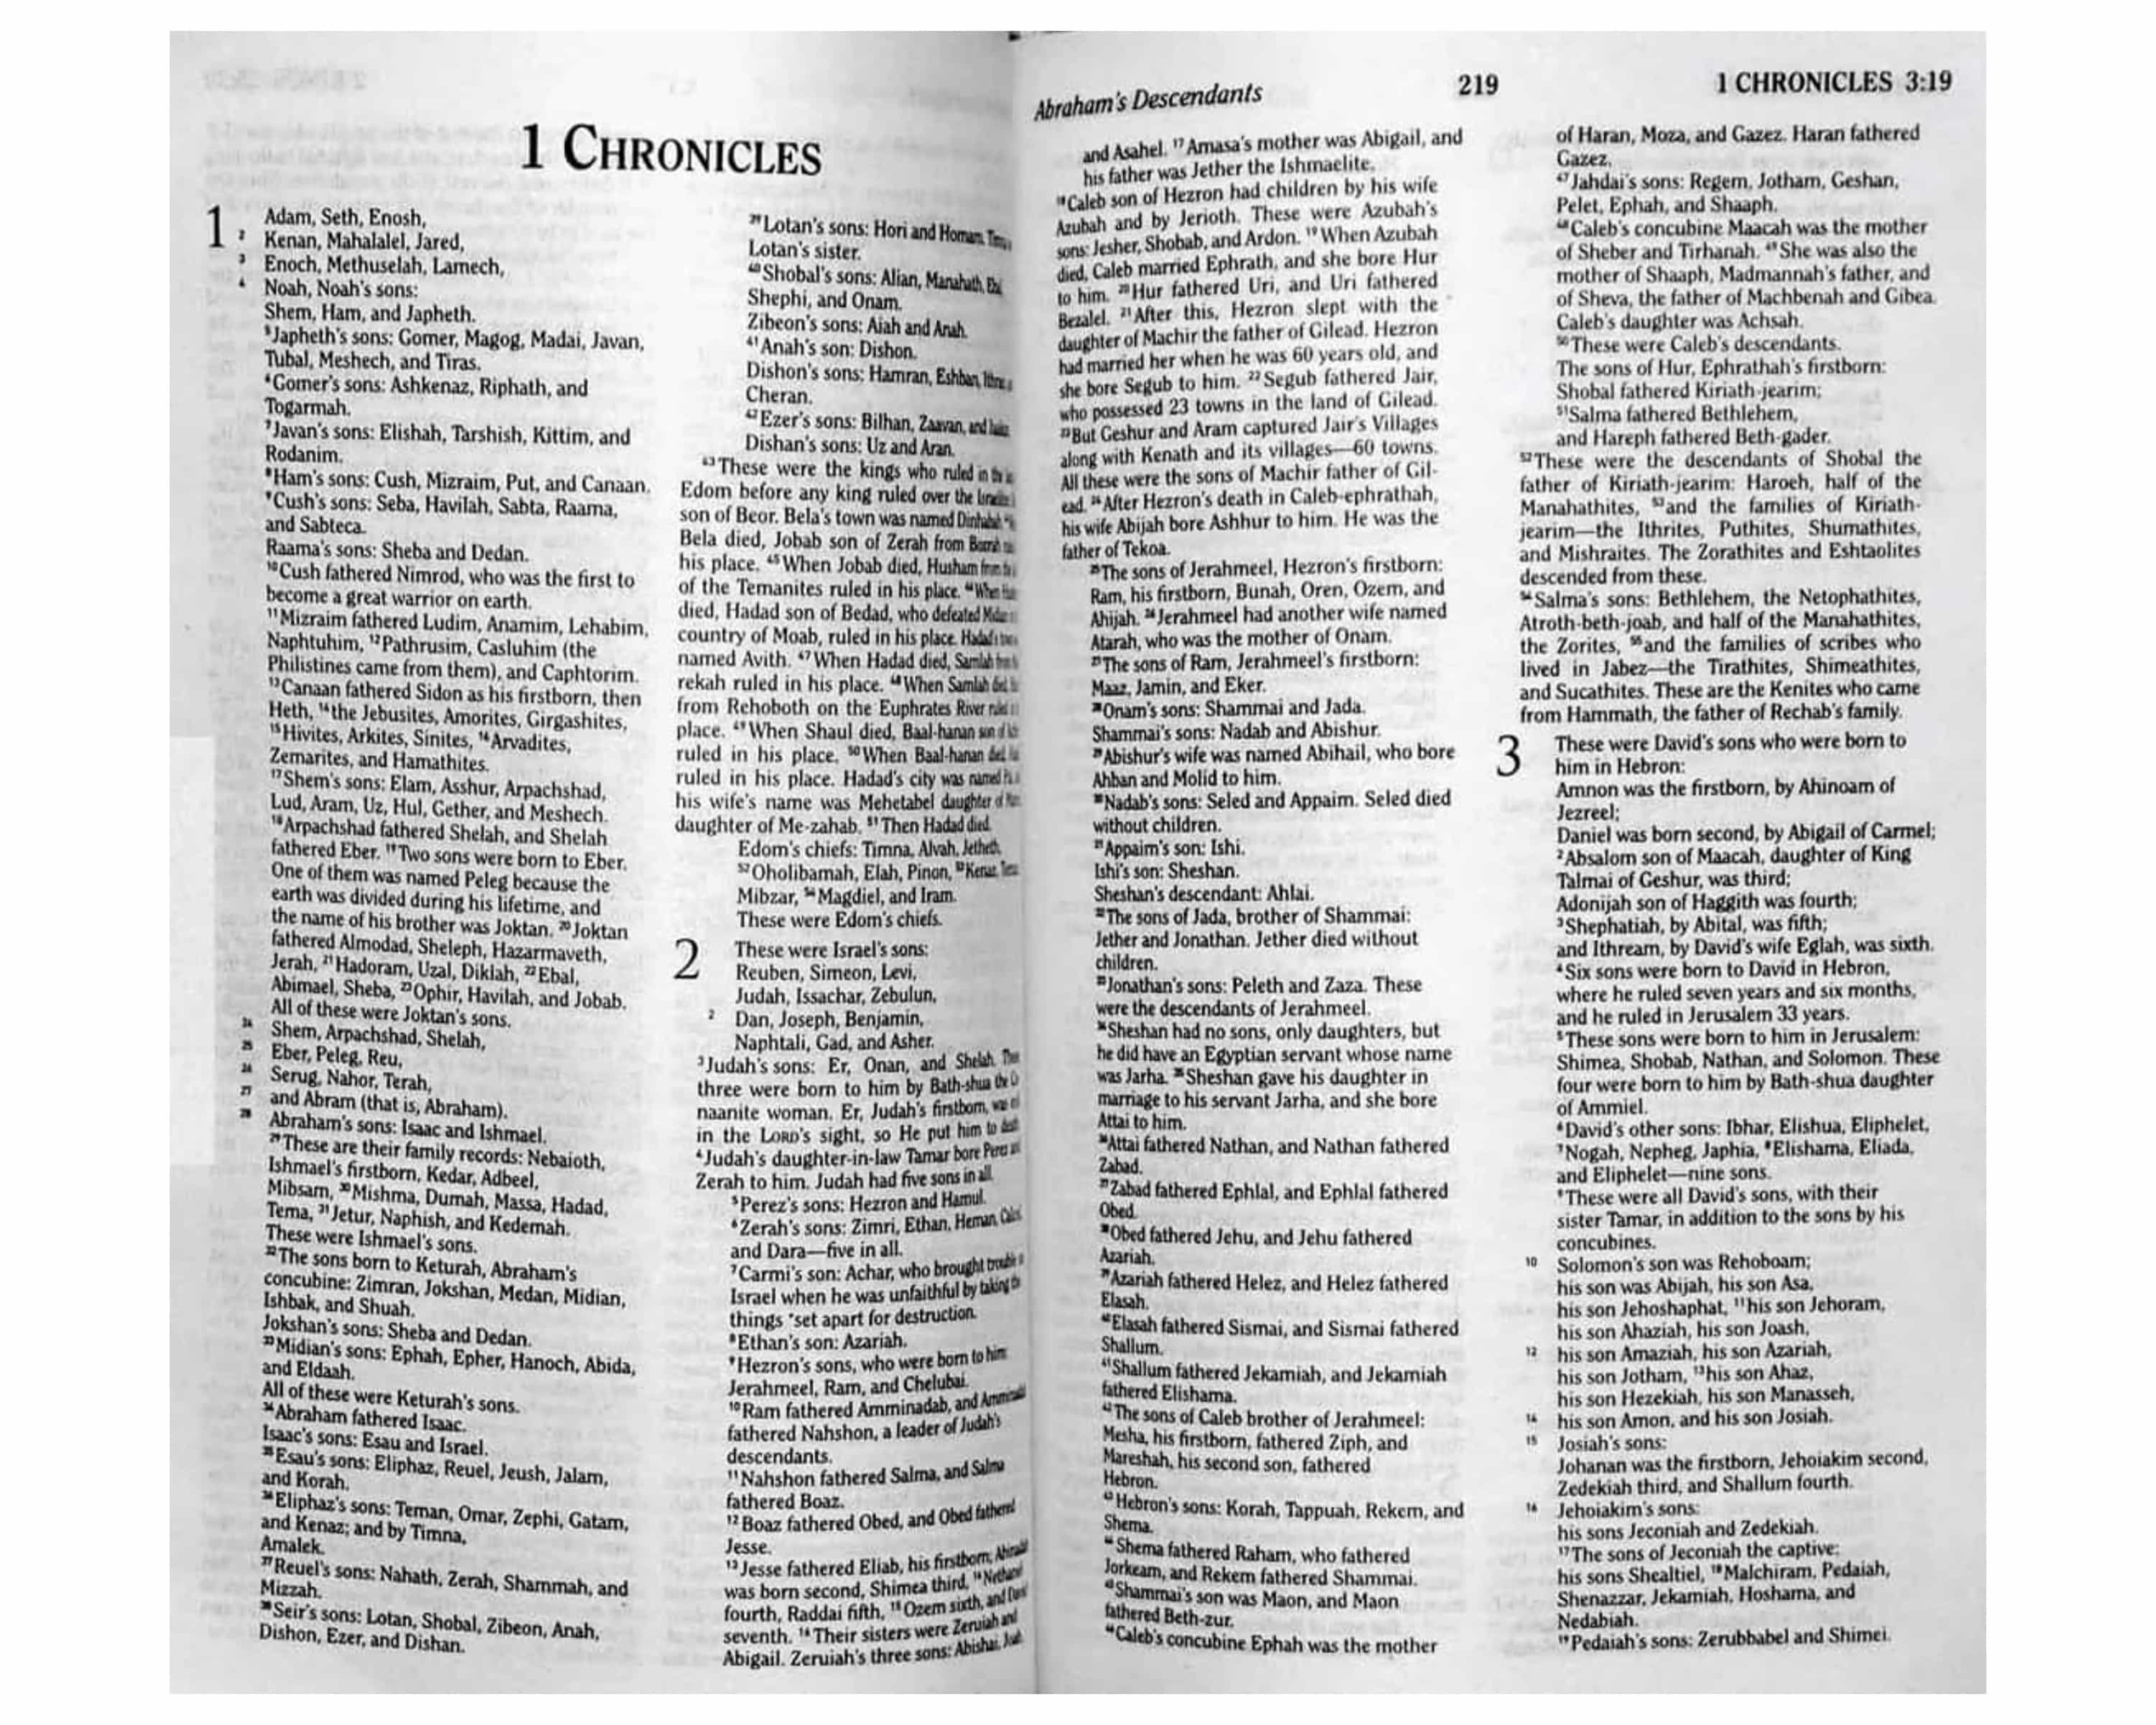 1 CHRONICLES
1 Adam, Seth, Enosh,
2 Kenan, Mahalalel, Jared,
3 Enoch, Methuselah, Lamech,
4 Noah, Noah's sons:
Shem, Ham, and Japheth.
5 Japheth's sons: Gomer, Magog, Madai, Javan,
Tubal, Meshech, and Tiras.
6 Gomer's sons: Ashkenaz, Riphath, and
Togarmah.
7 Javan's sons: Elishah, Tarshish, Kittim, and
Rodanim.
8 Ham's sons: Cush, Mizraim, Put, and Canaan.
9 Cush's sons: Seba, Havilah, Sabta, Raama,
and Sabteca.
Raama's sons: Sheba and Dedan.
10 Cush fathered Nimrod, who was the first to
become a great warrior on earth.
11 Mizraim fathered Ludim, Anamim, Lehabim,
Naphtuhim, 12 Pathrusim, Casluhim (the
Philistines came from them), and Caphtorim.
13 Canaan fathered Sidon as his firstborn, then
Heth, 14 the Jebusites, Amorites, Girgashites,
15 Hivites, Arkites, Sinites, 16 Arvadites,
Zemarites, and Hamathites.
17 Shem's sons: Elam, Asshur, Arpachshad,
Lud, Aram, Uz, Hul, Gether, and Meshech.
18 Arpachshad fathered Shelah, and Shelah
fathered Eber. 19 Two sons were born to Eber.
One of them was named Peleg because the
earth was divided during his lifetime, and
the name of his brother was Joktan. 20 Joktan
fathered Almodad, Sheleph, Hazarmaveth,
Jerah, 21 Hadoram, Uzal, Diklah, 22 Ebal,
Abimael, Sheba, 23 Ophir, Havilah, and Jobab.
All of these were Joktan's sons.
24 Shem, Arpachshad, Shelah,
25 Eber, Peleg, Reu,
26 Serug, Nahor, Terah,
27 and Abram (that is, Abraham).
28 Abraham's sons: Isaac and Ishmael.
29 These are their family records: Nebaioth,
Ishmael's firstborn, Kedar, Adbeel,
Mibsam, 30 Mishma, Dumah, Massa, Hadad,
Tema, 31 Jetur, Naphish, and Kedemah.
These were Ishmael's sons.
32 The sons born to Keturah, Abraham's
concubine: Zimran, Jokshan, Medan, Midian,
Ishbak, and Shuah.
Jokshan's sons: Sheba and Dedan.
33 Midian's sons: Ephah, Epher, Hanoch, Abida,
and Eldaah.
All of these were Keturah's sons.
34 Abraham fathered Isaac.
Isaac's sons: Esau and Israel.
35 Esau's sons: Eliphaz, Reuel, Jeush, Jalam,
and Korah.
36 Eliphaz's sons: Teman, Omar, Zephi, Gatam,
and Kenaz; and by Timna,
Amalek.
37 Reuel's sons: Nahath, Zerah, Shammah, and
Mizzah.
38 Seir's sons: Lotan, Shobal, Zibeon, Anah,
Dishon, Ezer, and Dishan.
39 Lotan's sons: Hori and Homam.
Lotan's sister.
40 Shobal's sons: Alian, Manahath,
Shephi, and Onam.
Zibeon's sons: Aiah and Anah.
41 Anah's son: Dishon.
Dishon's sons: Hamran, Eshban,
Cheran.
42 Ezer's sons: Bilhan, Zaavan, and
Dishan's sons: Uz and Aran.
43 These were the kings who ruled in
Edom before any king ruled over the
son of Beor. Bela's town was named Dinhabah.
Bela died, Jobab son of Zerah from
his place. 45 When Jobab died, Husham
of the Temanites ruled in his place. 46 When
died, Hadad son of Bedad, who defeated
country of Moab, ruled in his place. Hadad's
named Avith. 47 When Hadad died, Samlah
rekah ruled in his place. 48 When Samlah
from Rehoboth on the Euphrates River
place. 49 When Shaul died, Baal-hanan son of
ruled in his place. 50 When Baal-hanan
ruled in his place. Hadad's city was named
his wife's name was Mehetabel daughter of
daughter of Me-zahab. 51 Then Hadad died.
Edom's chiefs: Timna, Alvah, Jetheth,
52 Oholibamah, Elah, Pinon, 53 Kenaz,
Mibzar, 54 Magdiel, and Iram.
These were Edom's chiefs.
2 These were Israel's sons:
Reuben, Simeon, Levi,
Judah, Issachar, Zebulun,
2 Dan, Joseph, Benjamin,
Naphtali, Gad, and Asher.
3 Judah's sons: Er, Onan, and Shelah.
three were born to him by Bath-shua the
naanite woman. Er, Judah's firstborn, was
in the LORD's sight, so He put him to
4 Judah's daughter-in-law Tamar bore Perez
Zerah to him. Judah had five sons in all.
5 Perez's sons: Hezron and Hamul.
6 Zerah's sons: Zimri, Ethan, Heman,
and Dara—five in all.
7 Carmi's son: Achar, who brought trouble
Israel when he was unfaithful by taking
things *set apart for destruction.
8 Ethan's son: Azariah.
9 Hezron's sons, who were born to him:
Jerahmeel, Ram, and Chelubai.
10 Ram fathered Amminadab, and
fathered Nahshon, a leader of Judah's
descendants.
11 Nahshon fathered Salma, and Salma
fathered Boaz.
12 Boaz fathered Obed, and Obed fathered
Jesse.
13 Jesse fathered Eliab, his firstborn;
was born second, Shimea third, 14
fourth, Raddai fifth, 15 Ozem sixth, and
seventh. 16 Their sisters were Zeruiah and
Abigail. Zeruiah's three sons: Abishai,
Abraham's Descendants
219
1 CHRONICLES 3:19
and Asahel. 17 Amasa's mother was Abigail, and
his father was Jether the Ishmaelite.
18 Caleb son of Hezron had children by his wife
Azubah and by Jerioth. These were Azubah's
sons: Jesher, Shobab, and Ardon. 19 When Azubah
died, Caleb married Ephrath, and she bore Hur
to him. 20 Hur fathered Uri, and Uri fathered
Bezalel. 21 After this, Hezron slept with the
daughter of Machir the father of Gilead. Hezron
had married her when he was 60 years old, and
she bore Segub to him. 22 Segub fathered Jair,
who possessed 23 towns in the land of Gilead.
23 But Geshur and Aram captured Jair's Villages
along with Kenath and its villages—60 towns.
All these were the sons of Machir father of Gil-
ead. 24 After Hezron's death in Caleb-ephrathah,
his wife Abijah bore Ashhur to him. He was the
father of Tekoa.
25 The sons of Jerahmeel, Hezron's firstborn:
Ram, his firstborn, Bunah, Oren, Ozem, and
Ahijah. 26 Jerahmeel had another wife named
Atarah, who was the mother of Onam.
27 The sons of Ram, Jerahmeel's firstborn:
Maaz, Jamin, and Eker.
28 Onam's sons: Shammai and Jada.
Shammai's sons: Nadab and Abishur.
29 Abishur's wife was named Abihail, who bore
Ahban and Molid to him.
30 Nadab's sons: Seled and Appaim. Seled died
without children.
31 Appaim's son: Ishi.
Ishi's son: Sheshan.
Sheshan's descendant: Ahlai.
32 The sons of Jada, brother of Shammai:
Jether and Jonathan. Jether died without
children.
33 Jonathan's sons: Peleth and Zaza. These
were the descendants of Jerahmeel.
34 Sheshan had no sons, only daughters, but
he did have an Egyptian servant whose name
was Jarha. 35 Sheshan gave his daughter in
marriage to his servant Jarha, and she bore
Attai to him.
36 Attai fathered Nathan, and Nathan fathered
Zabad.
37 Zabad fathered Ephlal, and Ephlal fathered
Obed.
38 Obed fathered Jehu, and Jehu fathered
Azariah.
39 Azariah fathered Helez, and Helez fathered
Elasah.
40 Elasah fathered Sismai, and Sismai fathered
Shallum.
41 Shallum fathered Jekamiah, and Jekamiah
fathered Elishama.
42 The sons of Caleb brother of Jerahmeel:
Mesha, his firstborn, fathered Ziph, and
Mareshah, his second son, fathered
Hebron.
43 Hebron's sons: Korah, Tappuah, Rekem, and
Shema.
44 Shema fathered Raham, who fathered
Jorkeam, and Rekem fathered Shammai.
45 Shammai's son was Maon, and Maon
fathered Beth-zur.
46 Caleb's concubine Ephah was the mother
of Haran, Moza, and Gazez. Haran fathered
Gazez.
47 Jahdai's sons: Regem, Jotham, Geshan,
Pelet, Ephah, and Shaaph.
48 Caleb's concubine Maacah was the mother
of Sheber and Tirhanah. 49 She was also the
mother of Shaaph, Madmannah's father, and
of Sheva, the father of Machbenah and Gibea.
Caleb's daughter was Achsah.
50 These were Caleb's descendants.
The sons of Hur, Ephrathah's firstborn:
Shobal fathered Kiriath-jearim;
51 Salma fathered Bethlehem,
and Hareph fathered Beth-gader.
52 These were the descendants of Shobal the
father of Kiriath-jearim: Haroeh, half of the
Manahathites, 53 and the families of Kiriath-
jearim—the Ithrites, Puthites, Shumathites,
and Mishraites. The Zorathites and Eshtaolites
descended from these.
54 Salma's sons: Bethlehem, the Netophathites,
Atroth-beth-joab, and half of the Manahathites,
the Zorites, 55 and the families of scribes who
lived in Jabez—the Tirathites, Shimeathites,
and Sucathites. These are the Kenites who came
from Hammath, the father of Rechab's family.
3 These were David's sons who were born to
him in Hebron:
Amnon was the firstborn, by Ahinoam of
Jezreel;
Daniel was born second, by Abigail of Carmel;
2 Absalom son of Maacah, daughter of King
Talmai of Geshur, was third;
Adonijah son of Haggith was fourth;
3 Shephatiah, by Abital, was fifth;
and Ithream, by David's wife Eglah, was sixth.
4 Six sons were born to David in Hebron,
where he ruled seven years and six months,
and he ruled in Jerusalem 33 years.
5 These sons were born to him in Jerusalem:
Shimea, Shobab, Nathan, and Solomon. These
four were born to him by Bath-shua daughter
of Ammiel.
6 David's other sons: Ibhar, Elishua, Eliphelet,
7 Nogah, Nepheg, Japhia, 8 Elishama, Eliada,
and Eliphelet—nine sons.
9 These were all David's sons, with their
sister Tamar, in addition to the sons by his
concubines.
10 Solomon's son was Rehoboam;
his son was Abijah, his son Asa,
his son Jehoshaphat, 11 his son Jehoram,
his son Ahaziah, his son Joash,
12 his son Amaziah, his son Azariah,
his son Jotham, 13 his son Ahaz,
his son Hezekiah, his son Manasseh,
14 his son Amon, and his son Josiah.
15 Josiah's sons:
Johanan was the firstborn, Jehoiakim second,
Zedekiah third, and Shallum fourth.
16 Jehoiakim's sons:
his sons Jeconiah and Zedekiah.
17 The sons of Jeconiah the captive:
his sons Shealtiel, 18 Malchiram, Pedaiah,
Shenazzar, Jekamiah, Hoshama, and
Nedabiah.
19 Pedaiah's sons: Zerubbabel and Shimei.